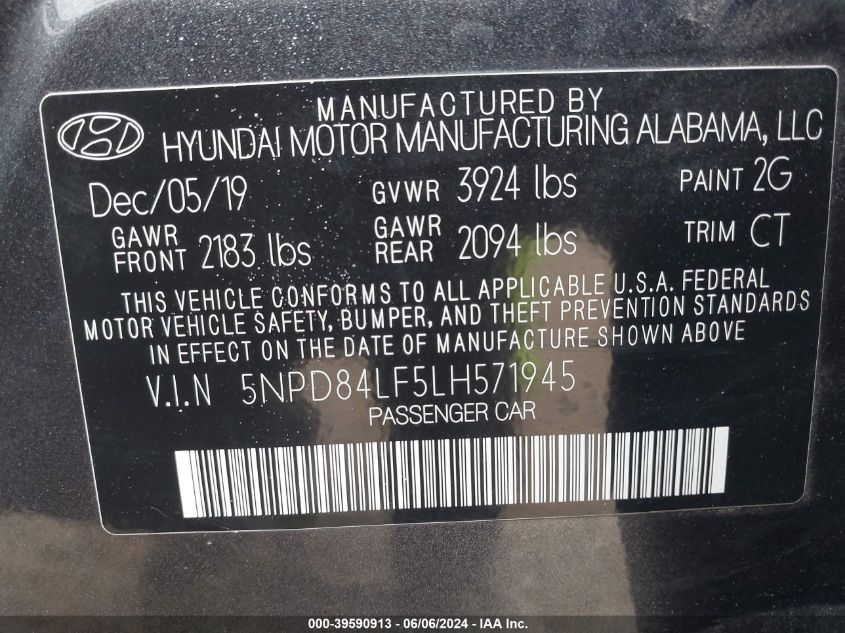 MANUFACTURED BY
HYUNDAI MOTOR MANUFACTURING ALABAMA, LLC
Dec/05/19 GVWR 3924 lbs PAINT 2G
GAWR FRONT 2183 lbs GAWR REAR 2094 lbs TRIM CT
THIS VEHICLE CONFORMS TO ALL APPLICABLE U.S.A. FEDERAL
MOTOR VEHICLE SAFETY, BUMPER, AND THEFT PREVENTION STANDARDS
IN EFFECT ON THE DATE OF MANUFACTURE SHOWN ABOVE
V.I.N 5NPD84LF5LH571945
PASSENGER CAR
000-39590913 - 06/06/2024 - IAA Inc.